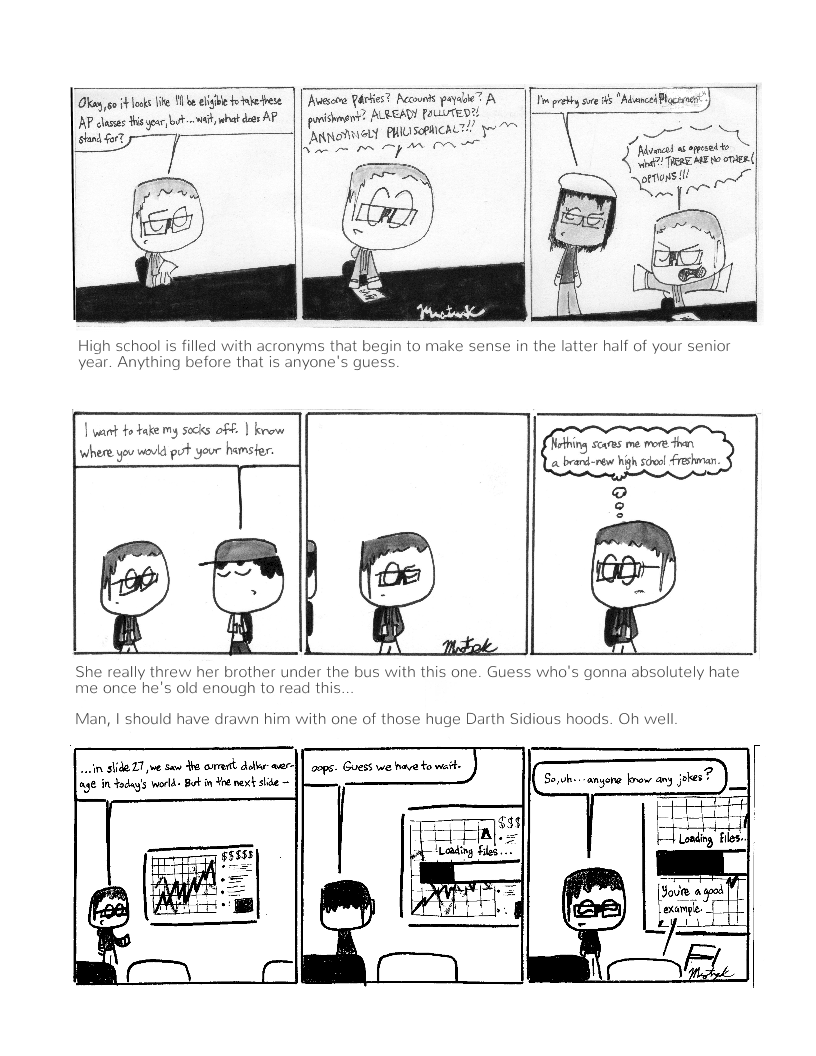 Okay, so it looks like I'll be eligible to take these
AP classes this year, but... wait, what does AP
stand for?
Awesome Parties? Accounts payable? A
punishment? ALREADY POLLUTED?!
ANNOYINGLY PHILISOPHICAL?!!?
I'm pretty sure it's "Advanced Placement".
Advanced as opposed to
what?! THERE ARE NO OTHER
OPTIONS!!!
High school is filled with acronyms that begin to make sense in the latter half of your senior
year. Anything before that is anyone's guess.
I want to take my socks off. I know
where you would put your hamster.
Nothing scares me more than
a brand-new high school freshman.
She really threw her brother under the bus with this one. Guess who's gonna absolutely hate
me once he's old enough to read this...
Man, I should have drawn him with one of those huge Darth Sidious hoods. Oh well.
...in slide 27, we saw the current dollar aver-
age in today's world. But in the next slide —
$$$$$
oops. Guess we have to wait.
$$$
Loading files...
So, uh... anyone know any jokes?
Loading files...
You're a good
example.